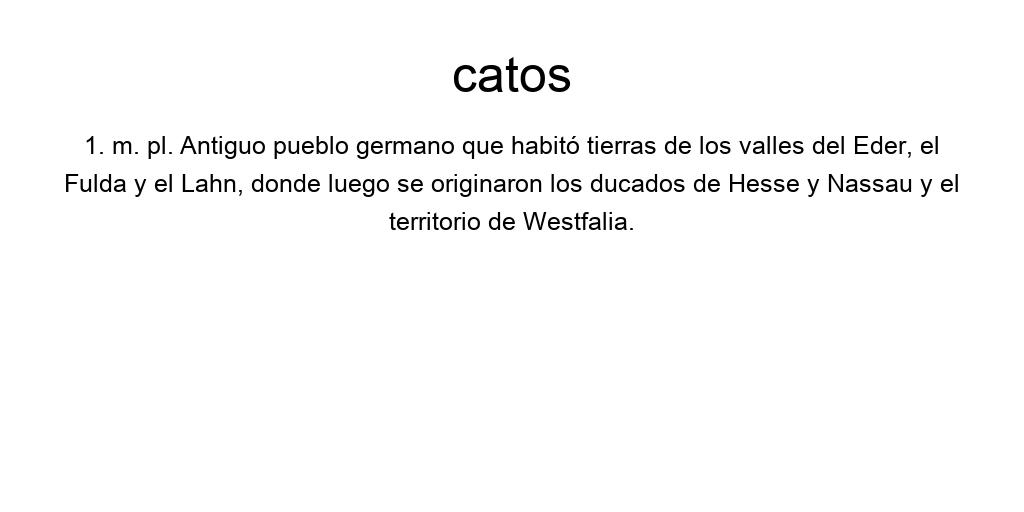 catos
1. m. pl. Antiguo pueblo germano que habitó tierras de los valles del Eder, el
Fulda y el Lahn, donde luego se originaron los ducados de Hesse y Nassau y el
territorio de Westfalia.